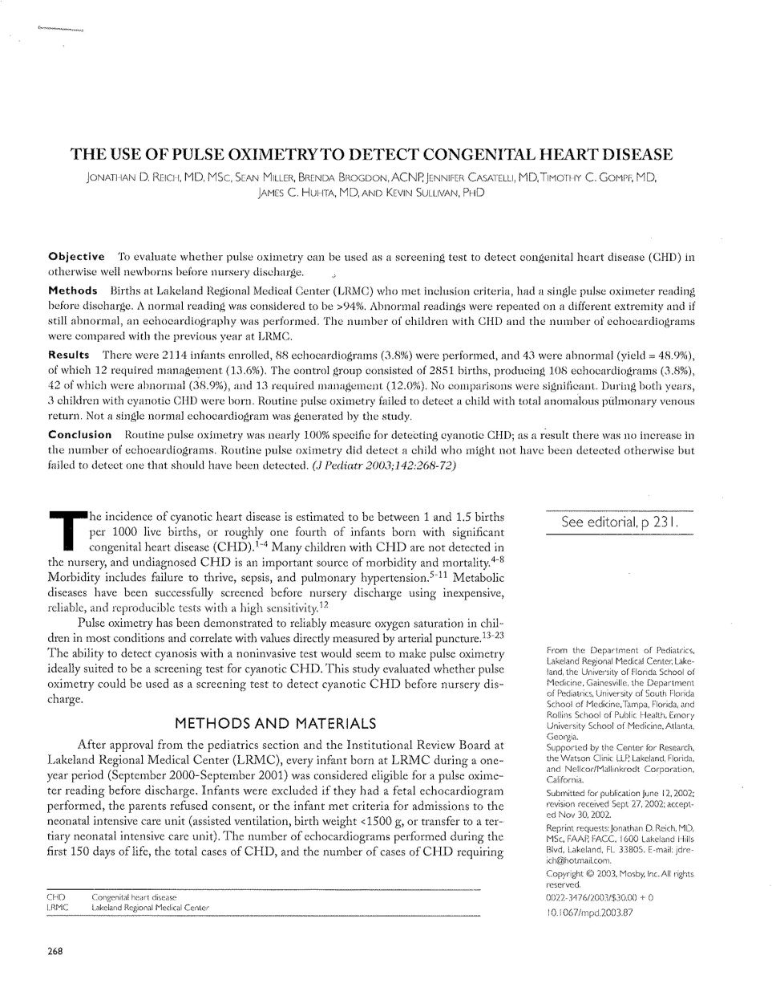 THE USE OF PULSE OXIMETRY TO DETECT CONGENITAL HEART DISEASE
JONATHAN D. REICH, MD, MSC, SEAN MILLER, BRENDA BROGDON, ACNP, JENNIFER CASATELLI, MD, TIMOTHY C. GOMPF, MD,
JAMES C. HUHTA, MD, AND KEVIN SULLIVAN, PHD
Objective To evaluate whether pulse oximetry can be used as a screening test to detect congenital heart disease (CHD) in
otherwise well newborns before nursery discharge.
Methods Births at Lakeland Regional Medical Center (LRMC) who met inclusion criteria, had a single pulse oximeter reading
before discharge. A normal reading was considered to be >94%. Abnormal readings were repeated on a different extremity and if
still abnormal, an echocardiography was performed. The number of children with CHD and the number of echocardiograms
were compared with the previous year at LRMC.
Results There were 2114 infants enrolled, 88 echocardiograms (3.8%) were performed, and 43 were abnormal (yield = 48.9%),
of which 12 required management (13.6%). The control group consisted of 2851 births, producing 108 echocardiograms (3.8%),
42 of which were abnormal (38.9%), and 13 required management (12.0%). No comparisons were significant. During both years,
3 children with cyanotic CHD were born. Routine pulse oximetry failed to detect a child with total anomalous pulmonary venous
return. Not a single normal echocardiogram was generated by the study.
Conclusion Routine pulse oximetry was nearly 100% specific for detecting cyanotic CHD; as a result there was no increase in
the number of echocardiograms. Routine pulse oximetry did detect a child who might not have been detected otherwise but
failed to detect one that should have been detected. (J Pediatr 2003;142:268-72)
The incidence of cyanotic heart disease is estimated to be between 1 and 1.5 births
per 1000 live births, or roughly one fourth of infants born with significant
congenital heart disease (CHD).1-4 Many children with CHD are not detected in
the nursery, and undiagnosed CHD is an important source of morbidity and mortality.4-8
Morbidity includes failure to thrive, sepsis, and pulmonary hypertension.5-11 Metabolic
diseases have been successfully screened before nursery discharge using inexpensive,
reliable, and reproducible tests with a high sensitivity.12
Pulse oximetry has been demonstrated to reliably measure oxygen saturation in chil-
dren in most conditions and correlate with values directly measured by arterial puncture.13-23
The ability to detect cyanosis with a noninvasive test would seem to make pulse oximetry
ideally suited to be a screening test for cyanotic CHD. This study evaluated whether pulse
oximetry could be used as a screening test to detect cyanotic CHD before nursery dis-
charge.
METHODS AND MATERIALS
After approval from the pediatrics section and the Institutional Review Board at
Lakeland Regional Medical Center (LRMC), every infant born at LRMC during a one-
year period (September 2000-September 2001) was considered eligible for a pulse oxime-
ter reading before discharge. Infants were excluded if they had a fetal echocardiogram
performed, the parents refused consent, or the infant met criteria for admissions to the
neonatal intensive care unit (assisted ventilation, birth weight <1500 g, or transfer to a ter-
tiary neonatal intensive care unit). The number of echocardiograms performed during the
first 150 days of life, the total cases of CHD, and the number of cases of CHD requiring
CHD Congenital heart disease
LRMC Lakeland Regional Medical Center
See editorial, p 231.
From the Department of Pediatrics,
Lakeland Regional Medical Center, Lake-
land, the University of Florida School of
Medicine, Gainesville, the Department
of Pediatrics, University of South Florida
School of Medicine, Tampa, Florida, and
Rollins School of Public Health, Emory
University School of Medicine, Atlanta,
Georgia.
Supported by the Center for Research,
the Watson Clinic LLP, Lakeland, Florida,
and Nellcor/Mallinkrodt Corporation,
California.
Submitted for publication June 12, 2002;
revision received Sept 27, 2002; accept-
ed Nov 30, 2002.
Reprint requests: Jonathan D. Reich, MD,
MSc, FAAP, FACC, 1600 Lakeland Hills
Blvd, Lakeland, FL 33805. E-mail: jdre-
ich@hotmail.com.
Copyright © 2003, Mosby, Inc. All rights
reserved.
0022-3476/2003/$30.00 + 0
10.1067/mpd.2003.87
268